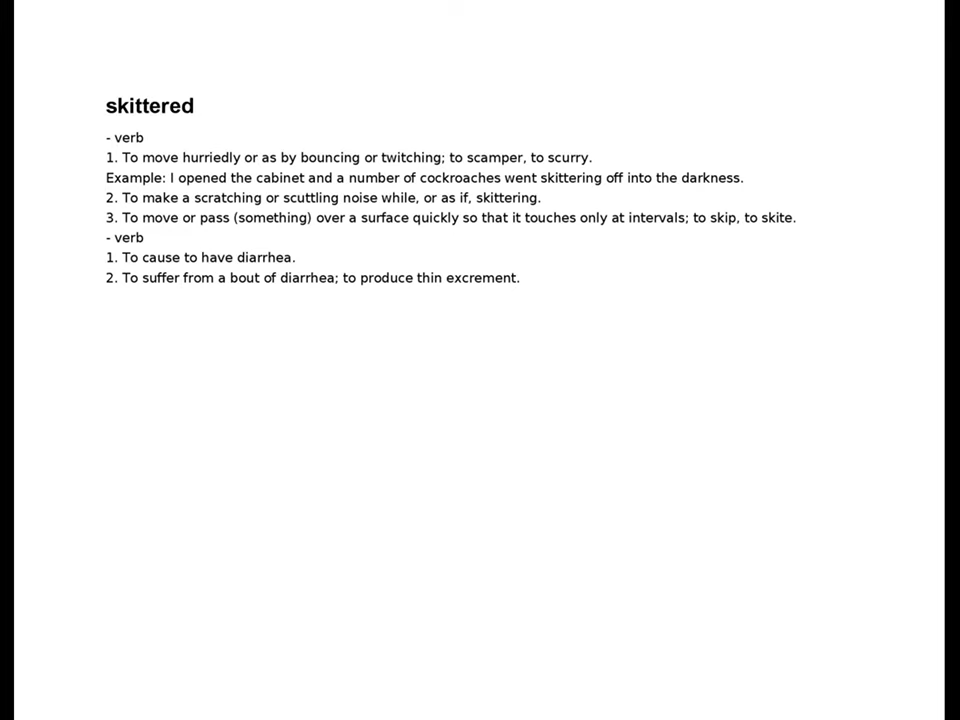 skittered
- verb
1. To move hurriedly or as by bouncing or twitching; to scamper, to scurry.
Example: I opened the cabinet and a number of cockroaches went skittering off into the darkness.
2. To make a scratching or scuttling noise while, or as if, skittering.
3. To move or pass (something) over a surface quickly so that it touches only at intervals; to skip, to skite.
- verb
1. To cause to have diarrhea.
2. To suffer from a bout of diarrhea; to produce thin excrement.